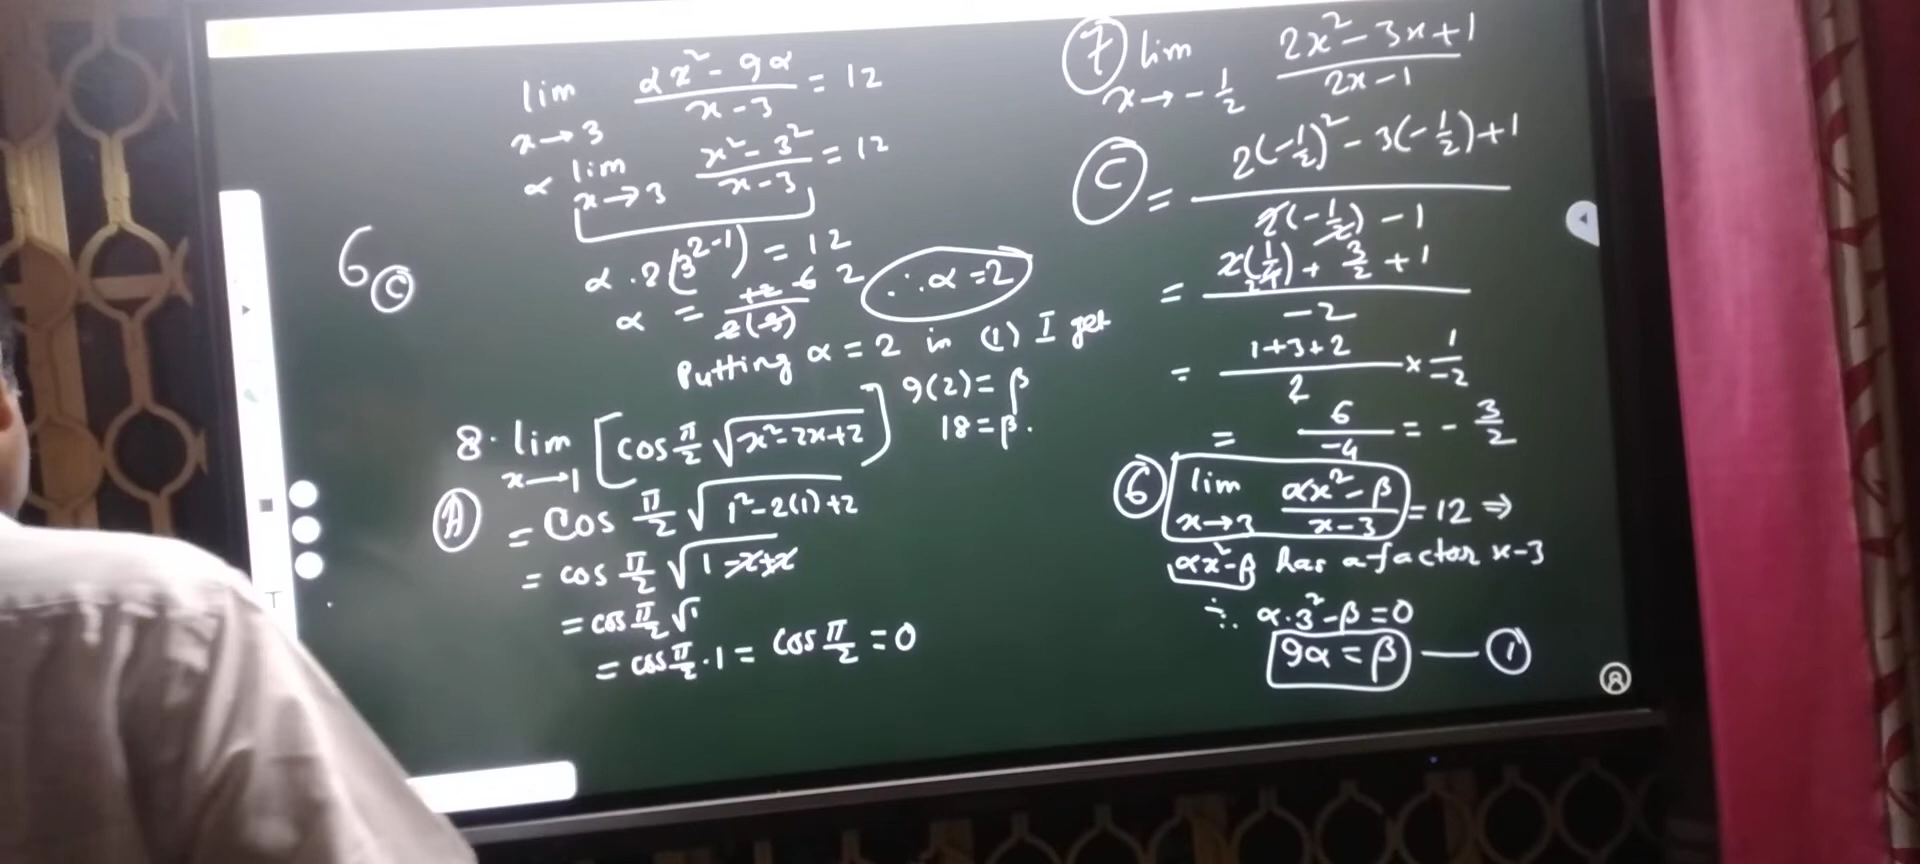 lim x→3 (αx² - 9α)/(x - 3) = 12
α lim x→3 (x² - 3²)/(x - 3) = 12
6 C
α · 2(3²⁻¹) = 12
α = 12 6 2 / 2(3)
∴ α = 2
Putting α = 2 in (1) I get
9(2) = β
18 = β.
8. lim x→1 [cos π/2 √(x² - 2x + 2)]
A = Cos π/2 √(1² - 2(1) + 2)
= cos π/2 √(1 - 2 + 2)
= cos π/2 √1
= cos π/2 · 1 = cos π/2 = 0
7 lim x→ -1/2 (2x² - 3x + 1)/(2x - 1)
C = (2(-1/2)² - 3(-1/2) + 1)/(2(-1/2) - 1)
= (2(1/4) + 3/2 + 1)/(-2)
= (1 + 3 + 2)/2 × 1/-2
= 6/-4 = - 3/2
6 lim x→3 (αx² - β)/(x - 3) = 12 ⇒
αx² - β has a factor x - 3
∴ α · 3² - β = 0
9α = β — 1